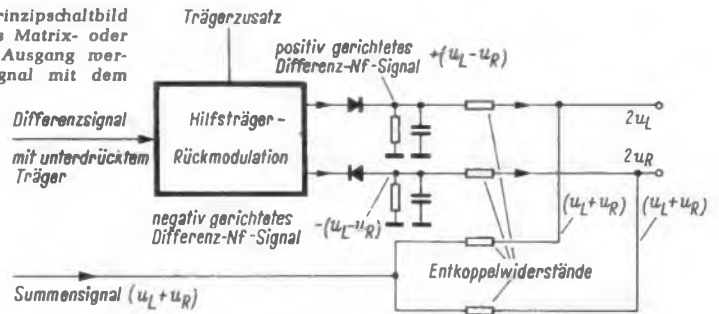 rinzipschaltbild
s Matrix- oder
Ausgang wer-
gnal mit dem
Trägerzusatz
positiv gerichtetes
Differenz-Nf-Signal
+(u_L-u_R)
Differenzsignal
mit unterdrücktem
Träger
Hilfsträger-
Rückmodulation
2u_L
2u_R
negativ gerichtetes
Differenz-Nf-Signal
-(u_L-u_R)
(u_L+u_R)
(u_L+u_R)
Entkoppelwiderstände
Summensignal (u_L+u_R)